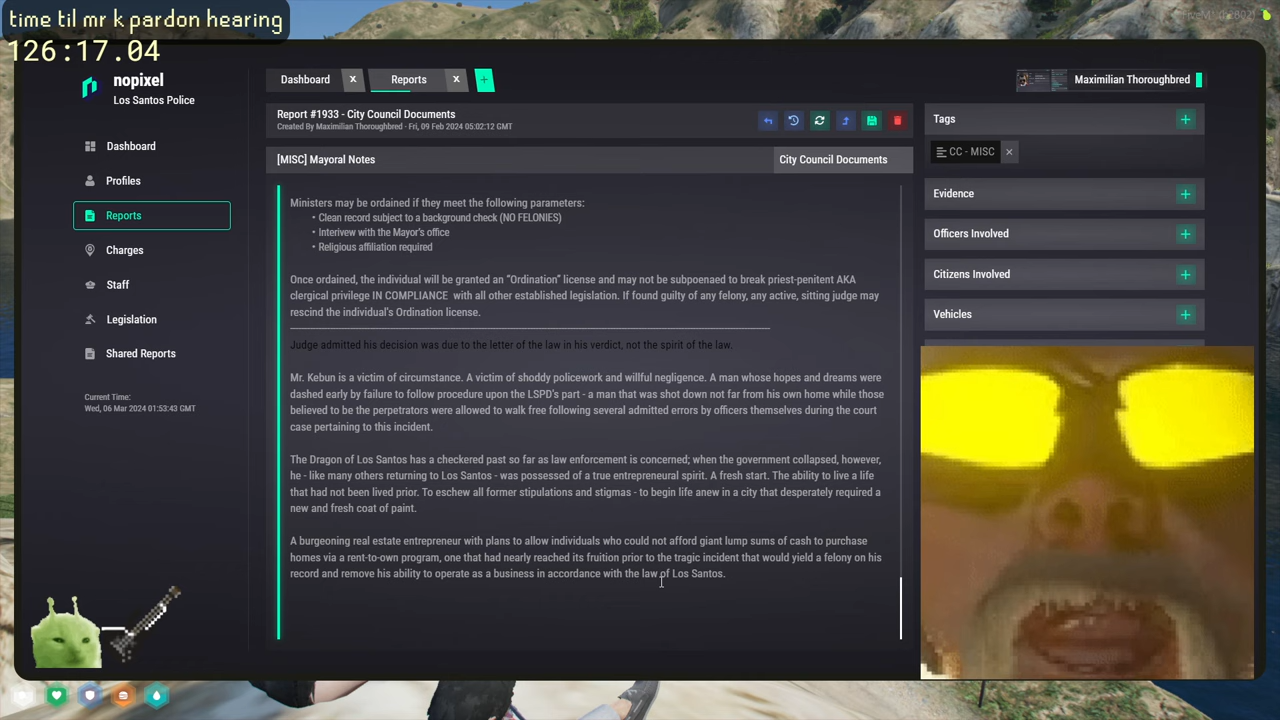 time til mr k pardon hearing
126:17.04
nopixel
Los Santos Police
Dashboard
Profiles
Reports
Charges
Staff
Legislation
Shared Reports
Current Time:
Wed, 06 Mar 2024 01:53:43 GMT
Dashboard x Reports x +
Maximilian Thoroughbred
Report #1933 - City Council Documents
Created By Maximilian Thoroughbred · Fri, 09 Feb 2024 05:02:12 GMT
[MISC] Mayoral Notes
City Council Documents
Ministers may be ordained if they meet the following parameters:
• Clean record subject to a background check (NO FELONIES)
• Interivew with the Mayor's office
• Religious affiliation required
Once ordained, the individual will be granted an “Ordination” license and may not be subpoenaed to break priest-penitent AKA
clerical privilege IN COMPLIANCE with all other established legislation. If found guilty of any felony, any active, sitting judge may
rescind the individual's Ordination license.
Judge admitted his decision was due to the letter of the law in his verdict, not the spirit of the law.
Mr. Kebun is a victim of circumstance. A victim of shoddy policework and willful negligence. A man whose hopes and dreams were
dashed early by failure to follow procedure upon the LSPD's part - a man that was shot down not far from his own home while those
believed to be the perpetrators were allowed to walk free following several admitted errors by officers themselves during the court
case pertaining to this incident.
The Dragon of Los Santos has a checkered past so far as law enforcement is concerned; when the government collapsed, however,
he - like many others returning to Los Santos - was possessed of a true entrepreneurial spirit. A fresh start. The ability to live a life
that had not been lived prior. To eschew all former stipulations and stigmas - to begin life anew in a city that desperately required a
new and fresh coat of paint.
A burgeoning real estate entrepreneur with plans to allow individuals who could not afford giant lump sums of cash to purchase
homes via a rent-to-own program, one that had nearly reached its fruition prior to the tragic incident that would yield a felony on his
record and remove his ability to operate as a business in accordance with the law of Los Santos.
Tags +
CC - MISC x
Evidence +
Officers Involved +
Citizens Involved +
Vehicles +